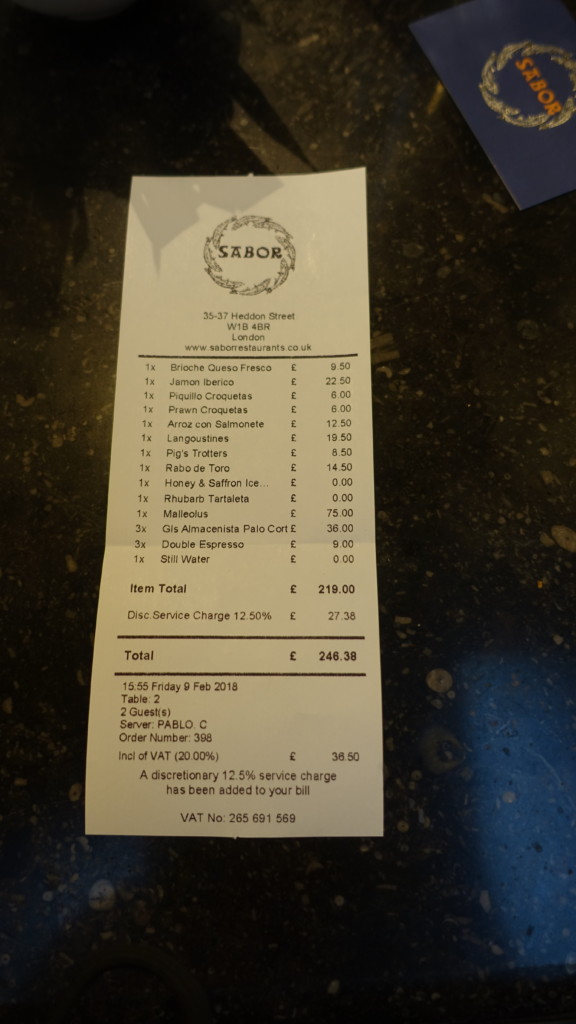 SABOR
SABOR
35-37 Heddon Street
W1B 4BR
London
www.saborrestaurants.co.uk
1x Brioche Queso Fresco £ 9.50
1x Jamon Iberico £ 22.50
1x Piquillo Croquetas £ 6.00
1x Prawn Croquetas £ 6.00
1x Arroz con Salmonete £ 12.50
1x Langoustines £ 19.50
1x Pig's Trotters £ 8.50
1x Rabo de Toro £ 14.50
1x Honey & Saffron Ice... £ 0.00
1x Rhubarb Tartaleta £ 0.00
1x Malleolus £ 75.00
3x Gls Almacenista Palo Cort £ 36.00
3x Double Espresso £ 9.00
1x Still Water £ 0.00
Item Total £ 219.00
Disc.Service Charge 12.50% £ 27.38
Total £ 246.38
15:55 Friday 9 Feb 2018
Table: 2
2 Guest(s)
Server: PABLO. C
Order Number: 398
Incl of VAT (20.00%) £ 36.50
A discretionary 12.5% service charge
has been added to your bill
VAT No: 265 691 569